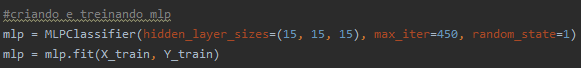 #criando e treinando mlp
mlp = MLPClassifier(hidden_layer_sizes=(15, 15, 15), max_iter=450, random_state=1)
mlp = mlp.fit(X_train, Y_train)